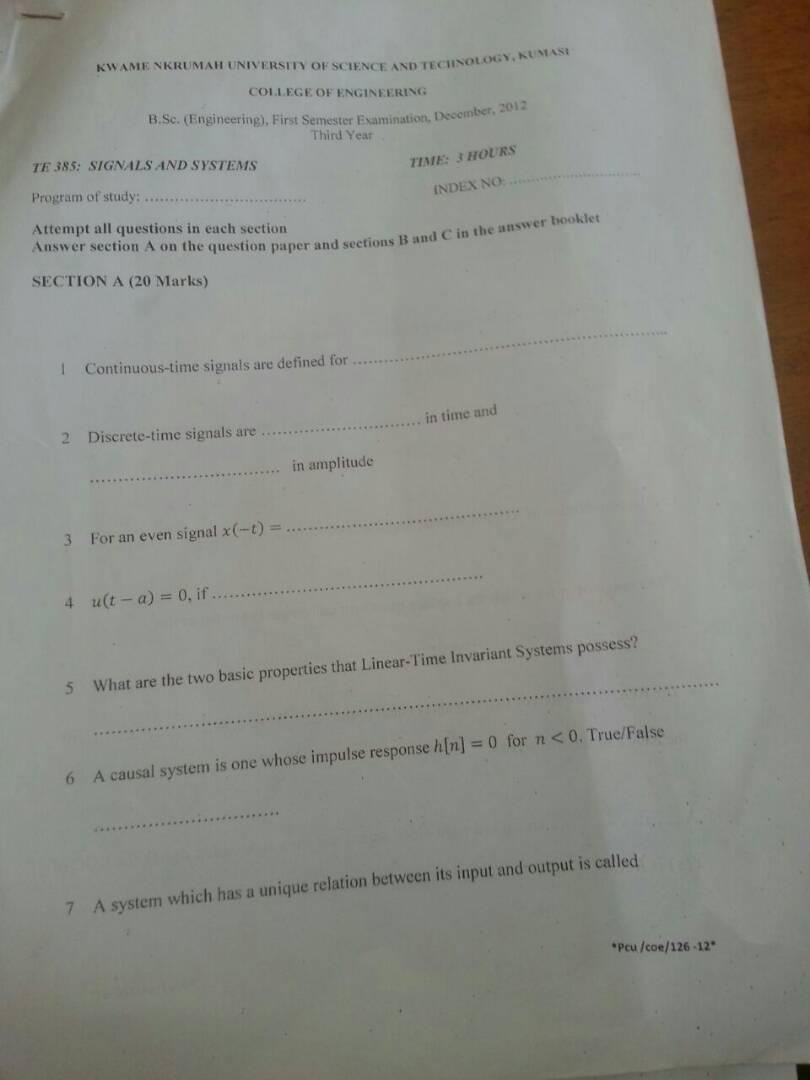 KWAME NKRUMAH UNIVERSITY OF SCIENCE AND TECHNOLOGY, KUMASI
COLLEGE OF ENGINEERING
B.Sc. (Engineering), First Semester Examination, December, 2012
Third Year
TE 385: SIGNALS AND SYSTEMS TIME: 3 HOURS
Program of study: ................................ INDEX NO: ..........................
Attempt all questions in each section
Answer section A on the question paper and sections B and C in the answer booklet
SECTION A (20 Marks)
1 Continuous-time signals are defined for ............................................................
2 Discrete-time signals are .............................. in time and
.................................... in amplitude
3 For an even signal x(−t) = .............................................
4 u(t − a) = 0, if ....................................................
5 What are the two basic properties that Linear-Time Invariant Systems possess?
........................................................................................................................
6 A causal system is one whose impulse response h[n] = 0 for n < 0. True/False
...................................
7 A system which has a unique relation between its input and output is called
*Pcu /coe/126 -12*